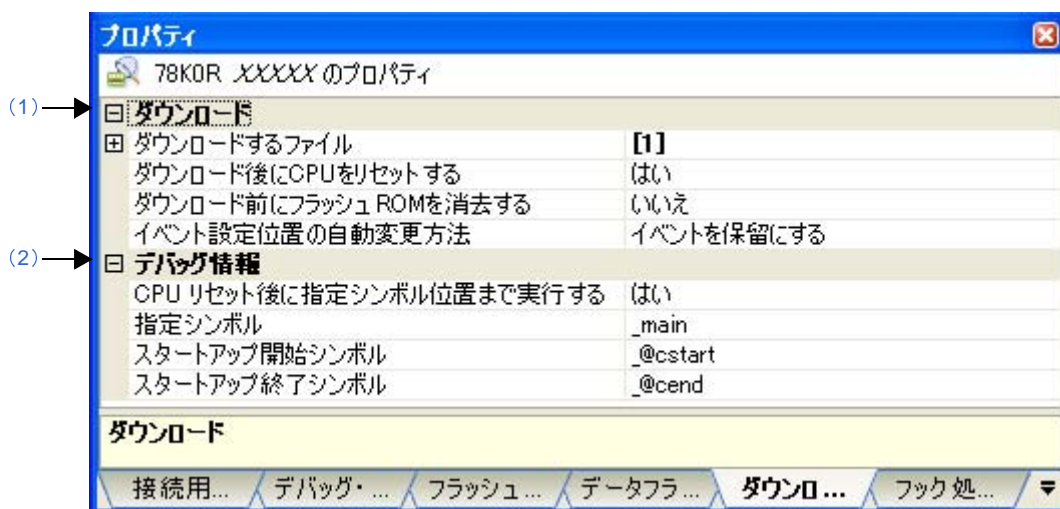 プロパティ
78K0R XXXXX のプロパティ
(1) ダウンロード
ダウンロードするファイル [1]
ダウンロード後にCPUをリセットする はい
ダウンロード前にフラッシュROMを消去する いいえ
イベント設定位置の自動変更方法 イベントを保留にする
(2) デバッグ情報
CPU リセット後に指定シンボル位置まで実行する はい
指定シンボル _main
スタートアップ開始シンボル _@cstart
スタートアップ終了シンボル _@cend
ダウンロード
接続用... デバッグ・... フラッシュ... データフラ... ダウンロ... フック処...